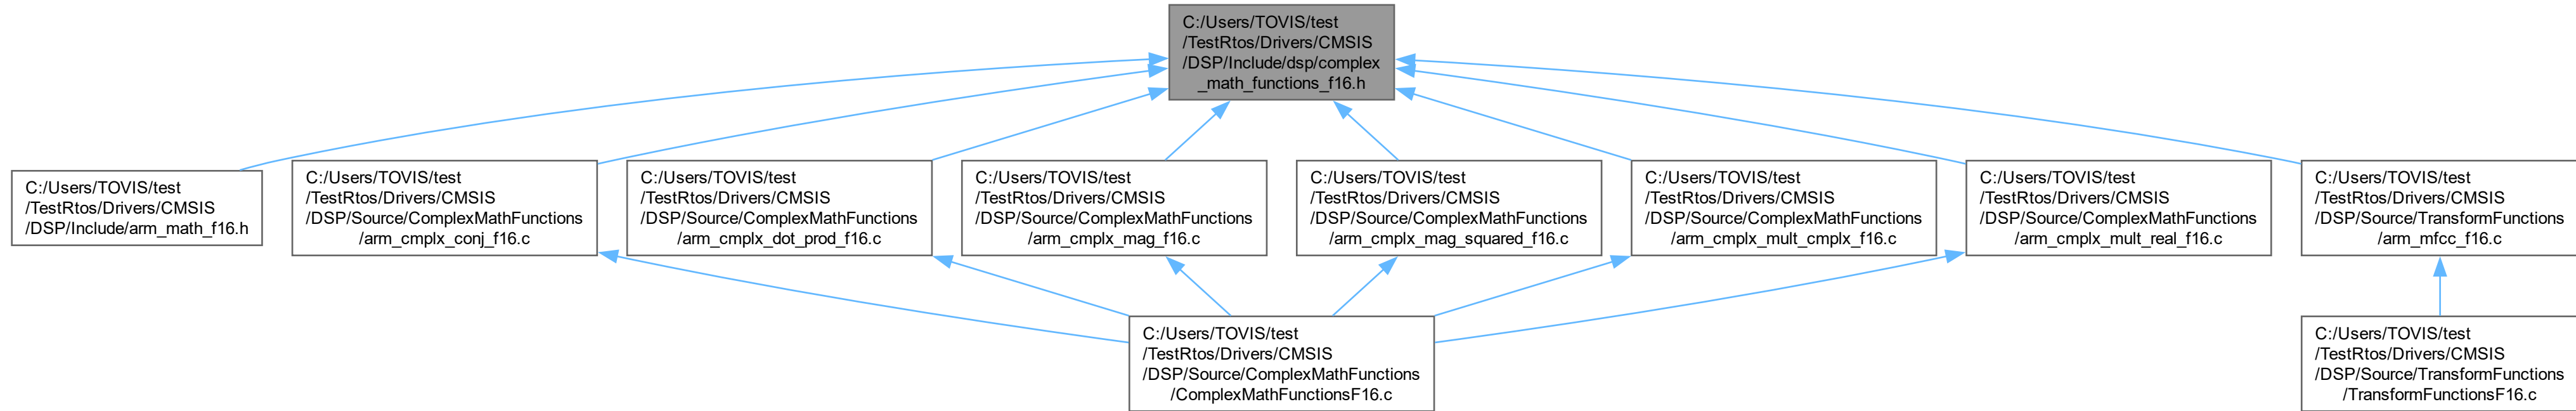 C:/Users/TOVIS/test
/TestRtos/Drivers/CMSIS
/DSP/Include/dsp/complex
_math_functions_f16.h
C:/Users/TOVIS/test
/TestRtos/Drivers/CMSIS
/DSP/Include/arm_math_f16.h
C:/Users/TOVIS/test
/TestRtos/Drivers/CMSIS
/DSP/Source/ComplexMathFunctions
/arm_cmplx_conj_f16.c
C:/Users/TOVIS/test
/TestRtos/Drivers/CMSIS
/DSP/Source/ComplexMathFunctions
/arm_cmplx_dot_prod_f16.c
C:/Users/TOVIS/test
/TestRtos/Drivers/CMSIS
/DSP/Source/ComplexMathFunctions
/arm_cmplx_mag_f16.c
C:/Users/TOVIS/test
/TestRtos/Drivers/CMSIS
/DSP/Source/ComplexMathFunctions
/arm_cmplx_mag_squared_f16.c
C:/Users/TOVIS/test
/TestRtos/Drivers/CMSIS
/DSP/Source/ComplexMathFunctions
/arm_cmplx_mult_cmplx_f16.c
C:/Users/TOVIS/test
/TestRtos/Drivers/CMSIS
/DSP/Source/ComplexMathFunctions
/arm_cmplx_mult_real_f16.c
C:/Users/TOVIS/test
/TestRtos/Drivers/CMSIS
/DSP/Source/TransformFunctions
/arm_mfcc_f16.c
C:/Users/TOVIS/test
/TestRtos/Drivers/CMSIS
/DSP/Source/ComplexMathFunctions
/ComplexMathFunctionsF16.c
C:/Users/TOVIS/test
/TestRtos/Drivers/CMSIS
/DSP/Source/TransformFunctions
/TransformFunctionsF16.c